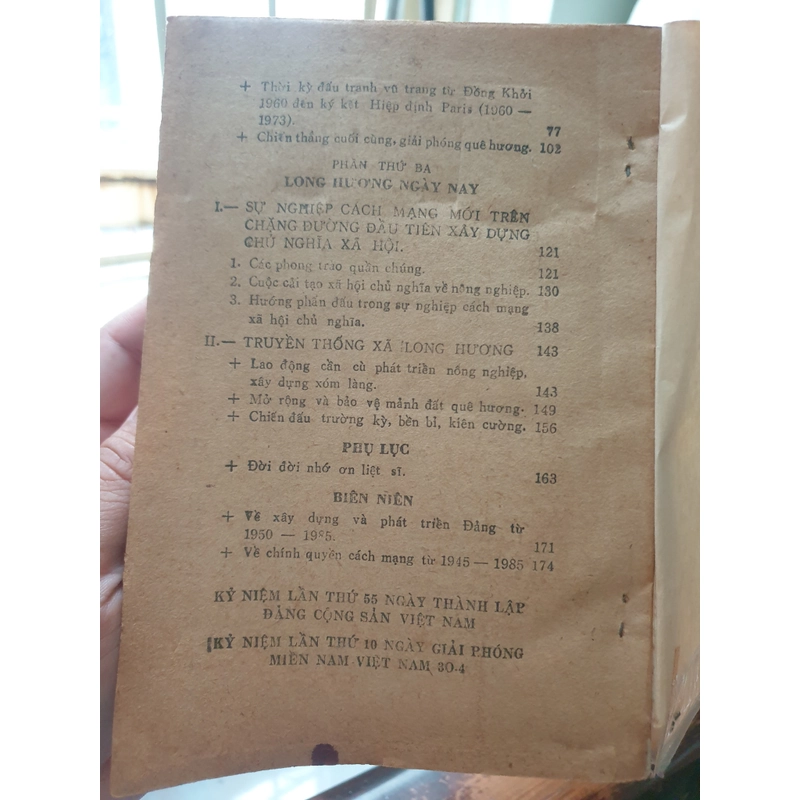 + Thời kỳ đấu tranh vũ trang từ Đồng Khởi
1960 đến ký kết Hiệp định Paris (1960 —
1973). 77
+ Chiến thắng cuối cùng, giải phóng quê hương. 102
PHẦN THỨ BA
LONG HƯƠNG NGÀY NAY
I.— SỰ NGHIỆP CÁCH MẠNG MỚI TRÊN
CHẶNG ĐƯỜNG ĐẦU TIÊN XÂY DỰNG
CHỦ NGHĨA XÃ HỘI. 121
1. Các phong trào quần chúng. 121
2. Cuộc cải tạo xã hội chủ nghĩa về nông nghiệp. 130
3. Hướng phấn đấu trong sự nghiệp cách mạng
xã hội chủ nghĩa. 138
II.— TRUYỀN THỐNG XÃ LONG HƯƠNG 143
+ Lao động cần cù phát triển nông nghiệp,
xây dựng xóm làng. 143
+ Mở rộng và bảo vệ mảnh đất quê hương. 149
+ Chiến đấu trường kỳ, bền bỉ, kiên cường. 156
PHỤ LỤC
+ Đời đời nhớ ơn liệt sĩ. 163
BIÊN NIÊN
+ Về xây dựng và phát triển Đảng từ
1950 — 1985. 171
+ Về chính quyền cách mạng từ 1945 — 1985 174
KỶ NIỆM LẦN THỨ 55 NGÀY THÀNH LẬP
ĐẢNG CỘNG SẢN VIỆT NAM
KỶ NIỆM LẦN THỨ 10 NGÀY GIẢI PHÓNG
MIỀN NAM VIỆT NAM 30-4